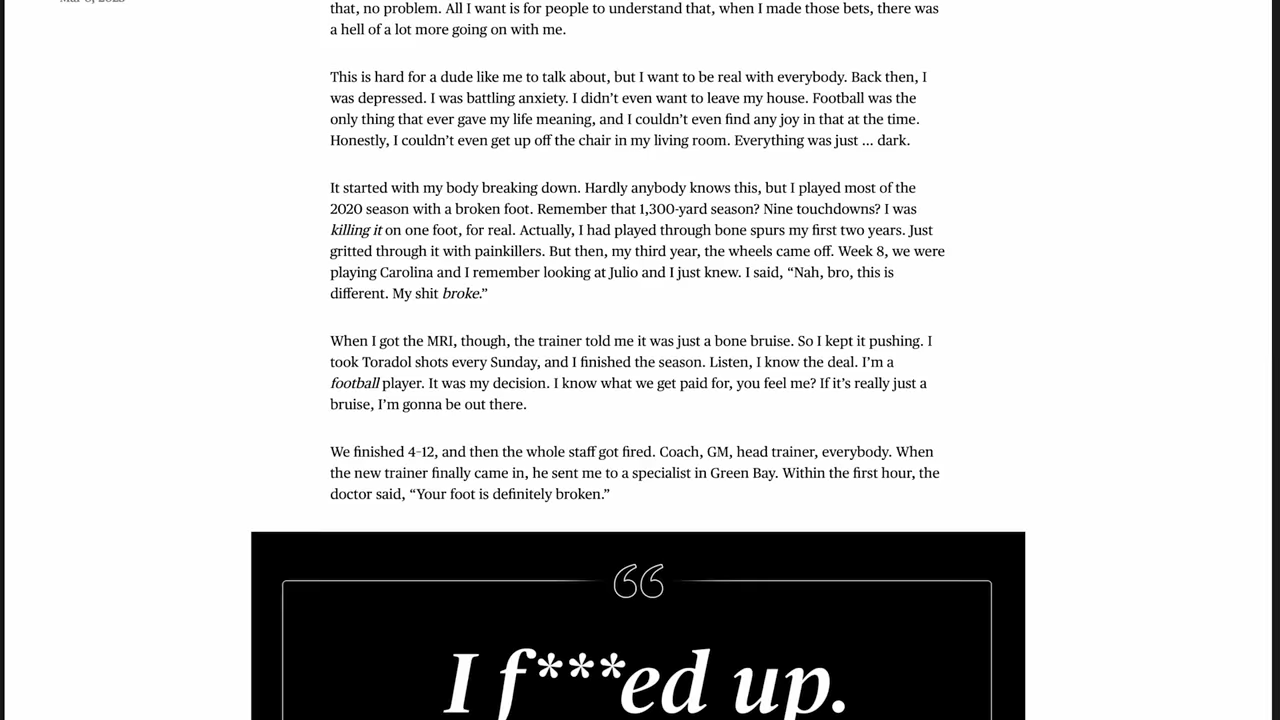 that, no problem. All I want is for people to understand that, when I made those bets, there was
a hell of a lot more going on with me.
This is hard for a dude like me to talk about, but I want to be real with everybody. Back then, I
was depressed. I was battling anxiety. I didn’t even want to leave my house. Football was the
only thing that ever gave my life meaning, and I couldn’t even find any joy in that at the time.
Honestly, I couldn’t even get up off the chair in my living room. Everything was just ... dark.
It started with my body breaking down. Hardly anybody knows this, but I played most of the
2020 season with a broken foot. Remember that 1,300-yard season? Nine touchdowns? I was
killing it on one foot, for real. Actually, I had played through bone spurs my first two years. Just
gritted through it with painkillers. But then, my third year, the wheels came off. Week 8, we were
playing Carolina and I remember looking at Julio and I just knew. I said, “Nah, bro, this is
different. My shit broke.”
When I got the MRI, though, the trainer told me it was just a bone bruise. So I kept it pushing. I
took Toradol shots every Sunday, and I finished the season. Listen, I know the deal. I’m a
football player. It was my decision. I know what we get paid for, you feel me? If it’s really just a
bruise, I’m gonna be out there.
We finished 4-12, and then the whole staff got fired. Coach, GM, head trainer, everybody. When
the new trainer finally came in, he sent me to a specialist in Green Bay. Within the first hour, the
doctor said, “Your foot is definitely broken.”
“
I f***ed up.